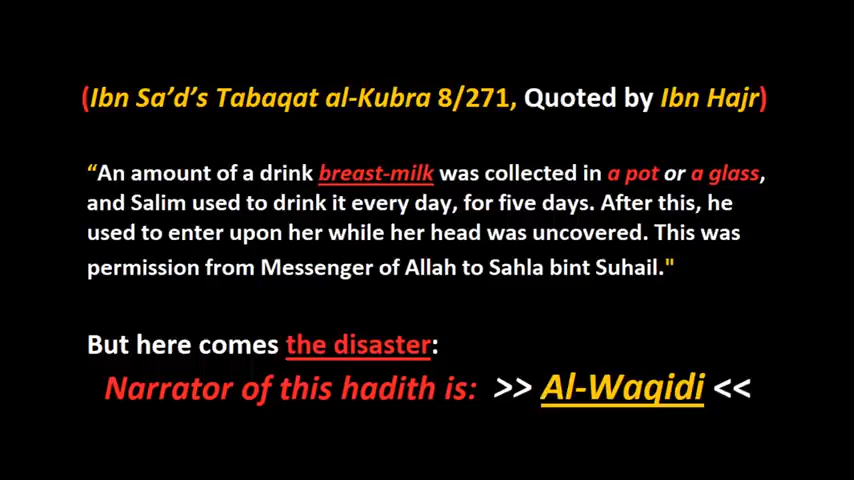 (Ibn Sa’d’s Tabaqat al-Kubra 8/271, Quoted by Ibn Hajr)
“An amount of a drink breast-milk was collected in a pot or a glass,
and Salim used to drink it every day, for five days. After this, he
used to enter upon her while her head was uncovered. This was
permission from Messenger of Allah to Sahla bint Suhail."
But here comes the disaster:
Narrator of this hadith is: >> Al-Waqidi <<